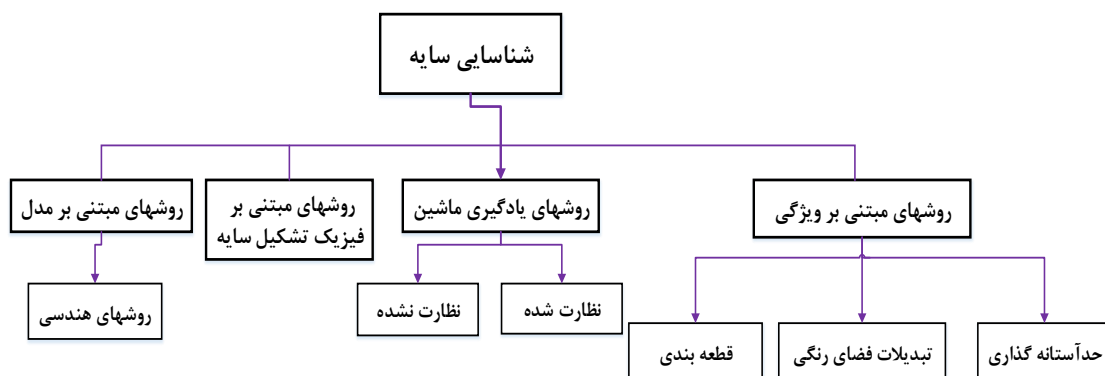 شناسایی سایه
روشهای مبتنی بر ویژگی
روشهای یادگیری ماشین
روشهای مبتنی بر
فیزیک تشکیل سایه
روشهای مبتنی بر مدل
حدآستانه گذاری
تبدیلات فضای رنگی
قطعه بندی
نظارت شده
نظارت نشده
روشهای هندسی